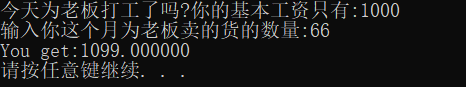 今天为老板打工了吗?你的基本工资只有:1000
输入你这个月为老板卖的货的数量:66
You get:1099.000000
请按任意键继续. . .